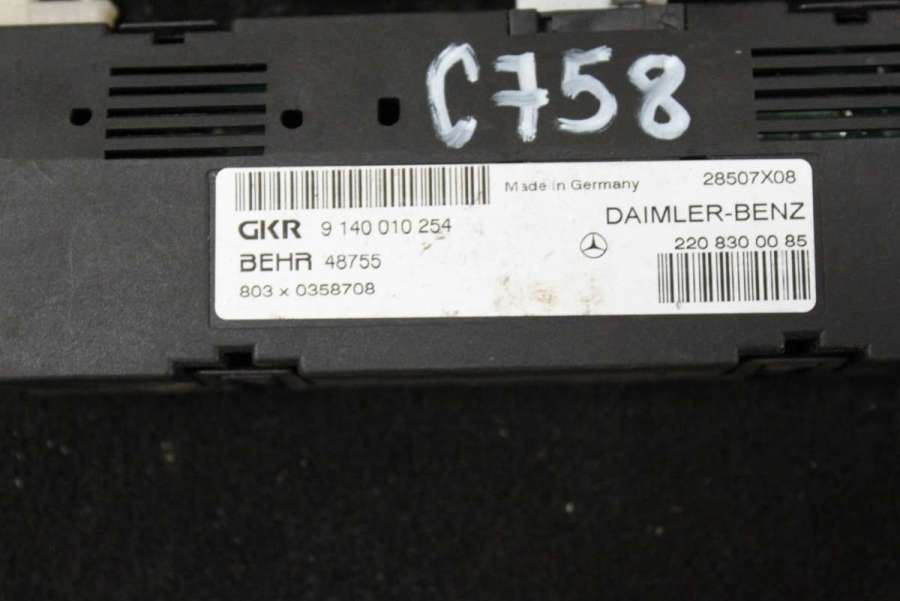 C758
Made in Germany 28507X08
GKR 9 140 010 254
DAIMLER-BENZ
BEHR 48755
220 830 00 85
803 x 0358708